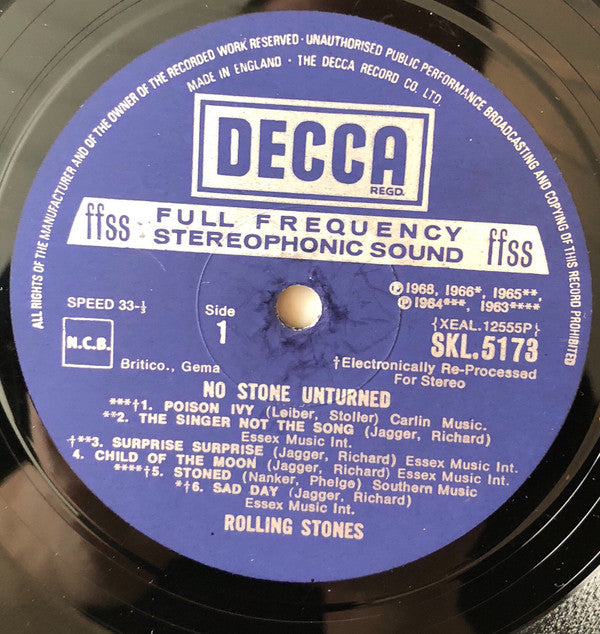 ALL RIGHTS OF THE MANUFACTURER AND OF THE OWNER OF THE RECORDED WORK RESERVED · UNAUTHORISED PUBLIC PERFORMANCE BROADCASTING AND COPYING OF THIS RECORD PROHIBITED
MADE IN ENGLAND · THE DECCA RECORD CO. LTD.
DECCA
REGD.
ffss FULL FREQUENCY ffss
STEREOPHONIC SOUND
℗1968, 1966*, 1965**,
℗1964***, 1963****
SPEED 33-⅓
Side
1
{XEAL.12555P}
SKL.5173
N.C.B.
Britico., Gema
†Electronically Re-Processed
For Stereo
NO STONE UNTURNED
***†1. POISON IVY (Leiber, Stoller) Carlin Music.
**2. THE SINGER NOT THE SONG (Jagger, Richard)
Essex Music Int.
†**3. SURPRISE SURPRISE (Jagger, Richard) Essex Music Int.
4. CHILD OF THE MOON (Jagger, Richard) Essex Music Int.
****†5. STONED (Nanker, Phelge) Southern Music
*†6. SAD DAY (Jagger, Richard)
Essex Music Int.
ROLLING STONES